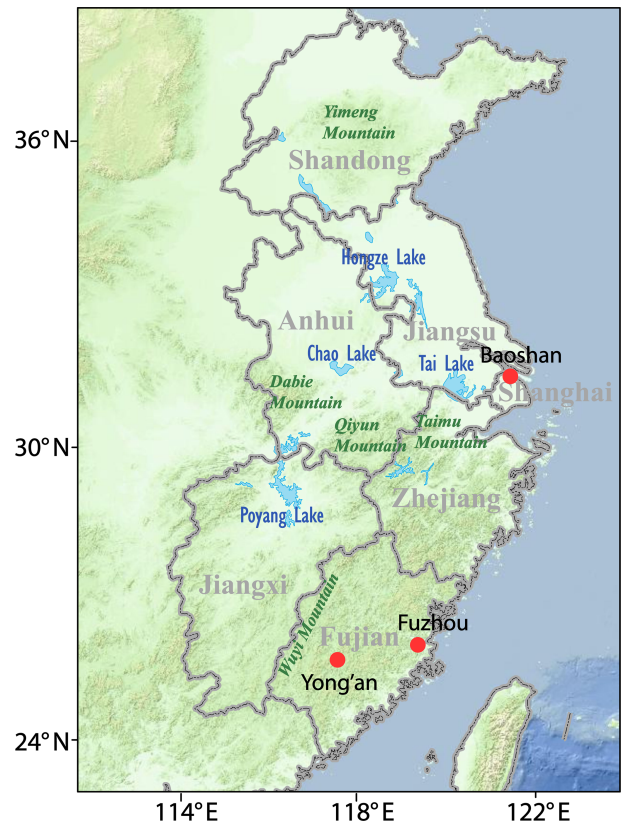 Yimeng
Mountain
36°N
Shandong
Hongze Lake
Anhui
Jiangsu
Chao Lake
Tai Lake
Baoshan
Shanghai
Dabie
Mountain
Qiyun
Mountain
Taimu
Mountain
30°N
Zhejiang
Poyang Lake
Jiangxi
Wuyi Mountain
Fujian
Fuzhou
Yong'an
24°N
114°E
118°E
122°E